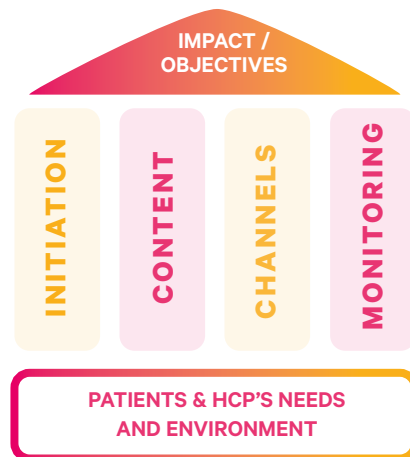 IMPACT /
OBJECTIVES
INITIATION
CONTENT
CHANNELS
MONITORING
PATIENTS & HCP'S NEEDS
AND ENVIRONMENT